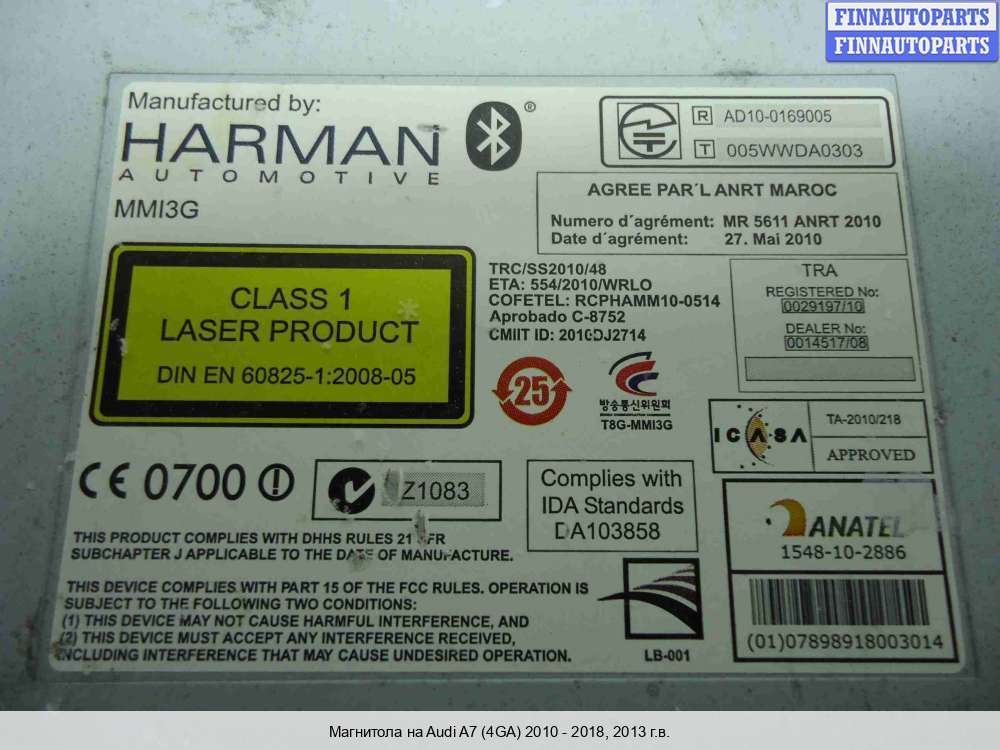 FINNAUTOPARTS
FINNAUTOPARTS
Manufactured by:
HARMAN
AUTOMOTIVE
MMI3G
®
R AD10-0169005
T 005WWDA0303
AGREE PAR´L ANRT MAROC
Numero d´agrément: MR 5611 ANRT 2010
Date d´agrément: 27. Mai 2010
CLASS 1
LASER PRODUCT
DIN EN 60825-1:2008-05
TRC/SS2010/48
ETA: 554/2010/WRLO
COFETEL: RCPHAMM10-0514
Aprobado C-8752
CMIIT ID: 2010DJ2714
TRA
REGISTERED No:
0029197/10
DEALER No:
0014517/08
25
방송통신위원회
T8G-MMI3G
ICASA
TA-2010/218
APPROVED
CE 0700
Z1083
Complies with
IDA Standards
DA103858
ANATEL
1548-10-2886
THIS PRODUCT COMPLIES WITH DHHS RULES 21 CFR
SUBCHAPTER J APPLICABLE TO THE DATE OF MANUFACTURE.
THIS DEVICE COMPLIES WITH PART 15 OF THE FCC RULES. OPERATION IS
SUBJECT TO THE FOLLOWING TWO CONDITIONS:
(1) THIS DEVICE MAY NOT CAUSE HARMFUL INTERFERENCE, AND
(2) THIS DEVICE MUST ACCEPT ANY INTERFERENCE RECEIVED,
INCLUDING INTERFERENCE THAT MAY CAUSE UNDESIRED OPERATION.
LB-001
(01)07898918003014
Магнитола на Audi A7 (4GA) 2010 - 2018, 2013 г.в.